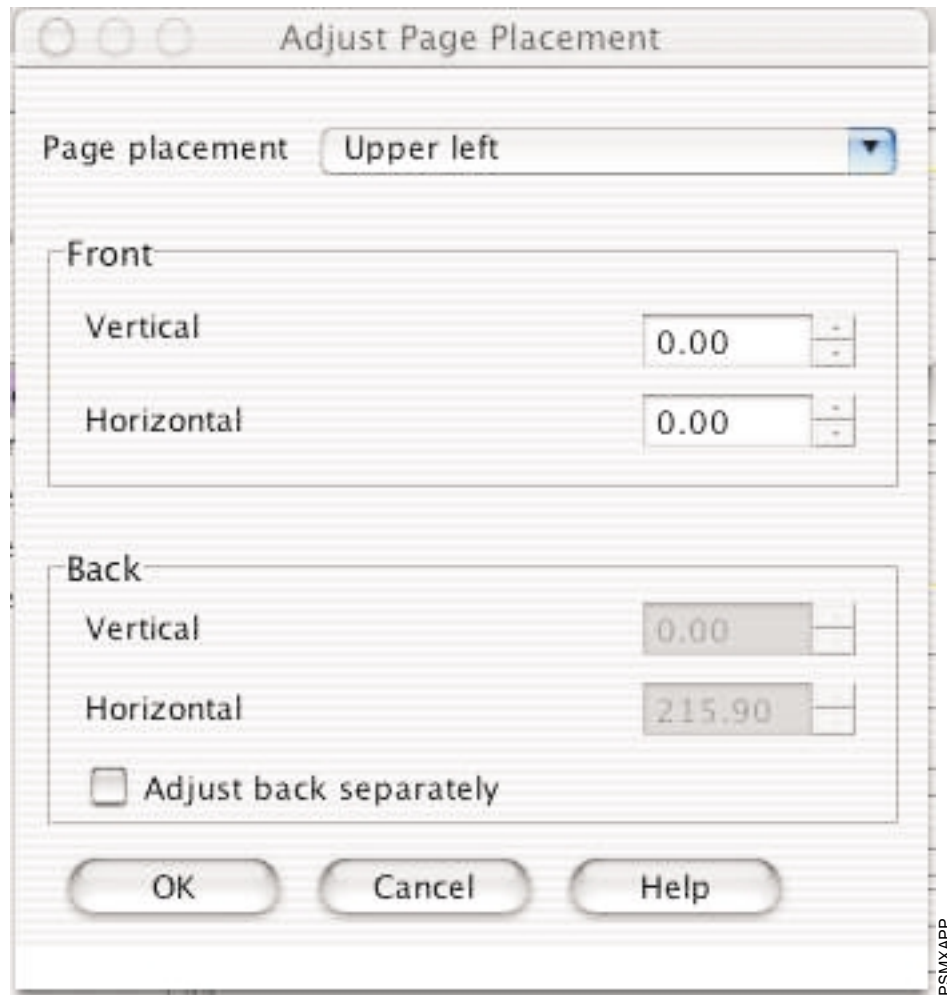 Adjust Page Placement
Page placement Upper left
Front
Vertical 0.00
Horizontal 0.00
Back
Vertical 0.00
Horizontal 215.90
Adjust back separately
OK Cancel Help
PSMXAPP